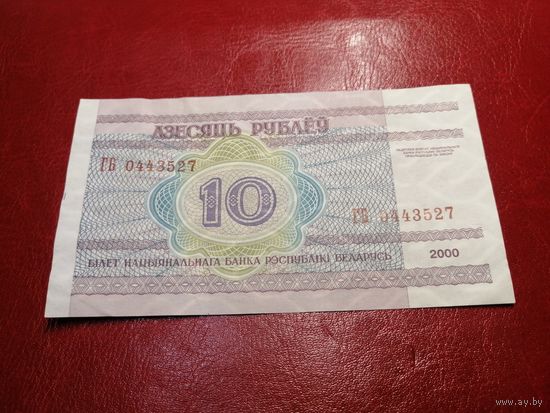 ДЗЕСЯЦЬ РУБЛЁЎ
ГБ 0443527
10
ГБ 0443527
БІЛЕТ НАЦЫЯНАЛЬНАГА БАНКА РЭСПУБЛІКІ БЕЛАРУСЬ
2000
www.ay.by